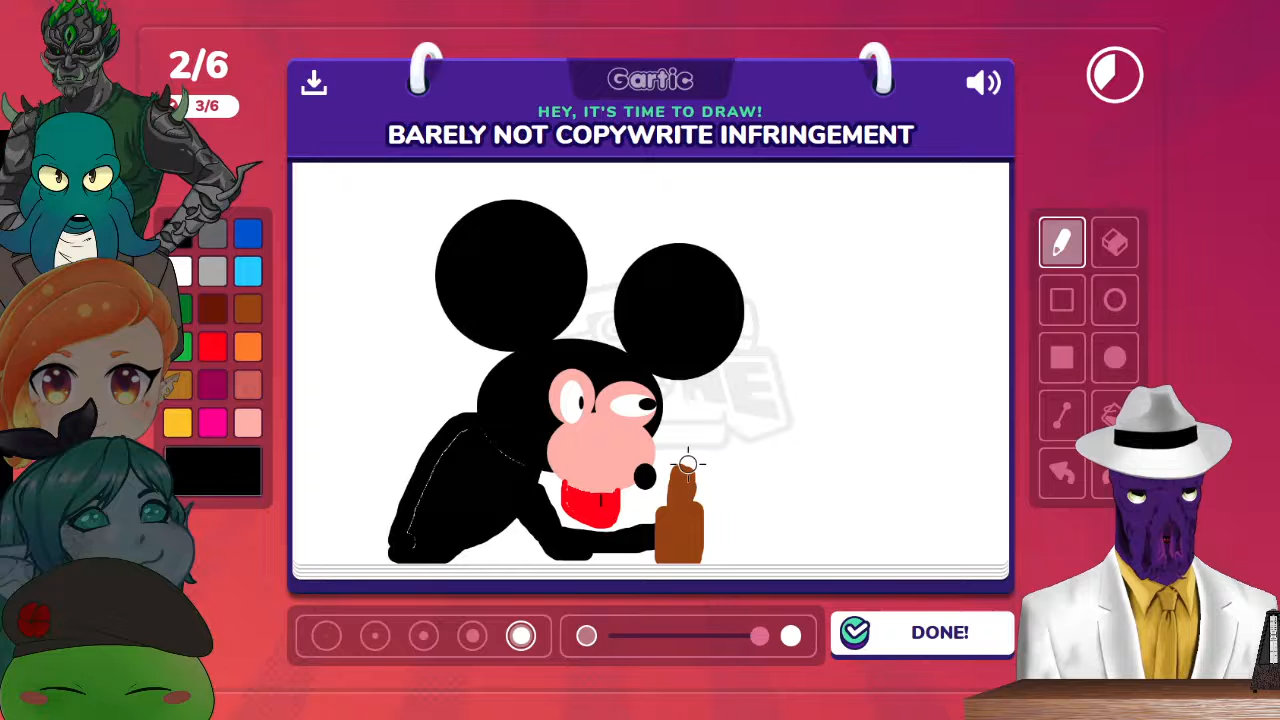 2/6
3/6
Gartic
HEY, IT'S TIME TO DRAW!
BARELY NOT COPYWRITE INFRINGEMENT
DONE!